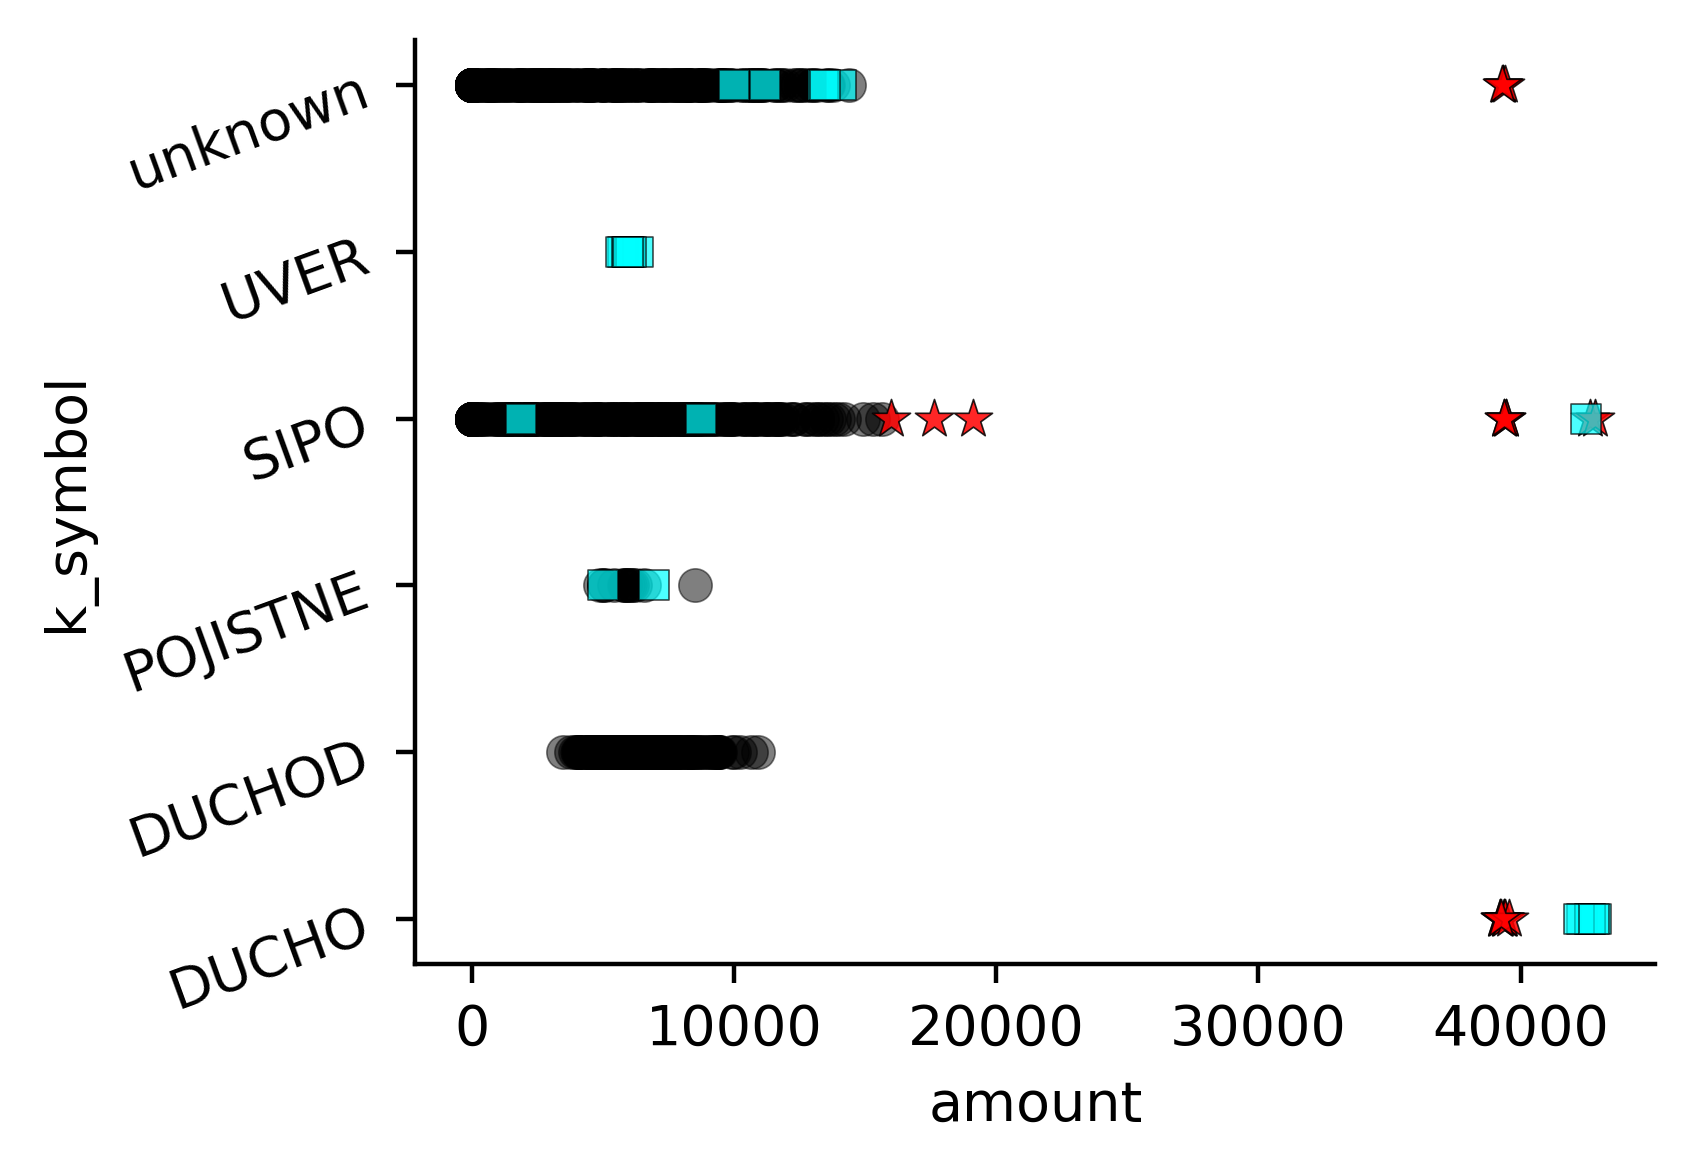 k_symbol
unknown
UVER
SIPO
POJISTNE
DUCHOD
DUCHO
0 10000 20000 30000 40000
amount